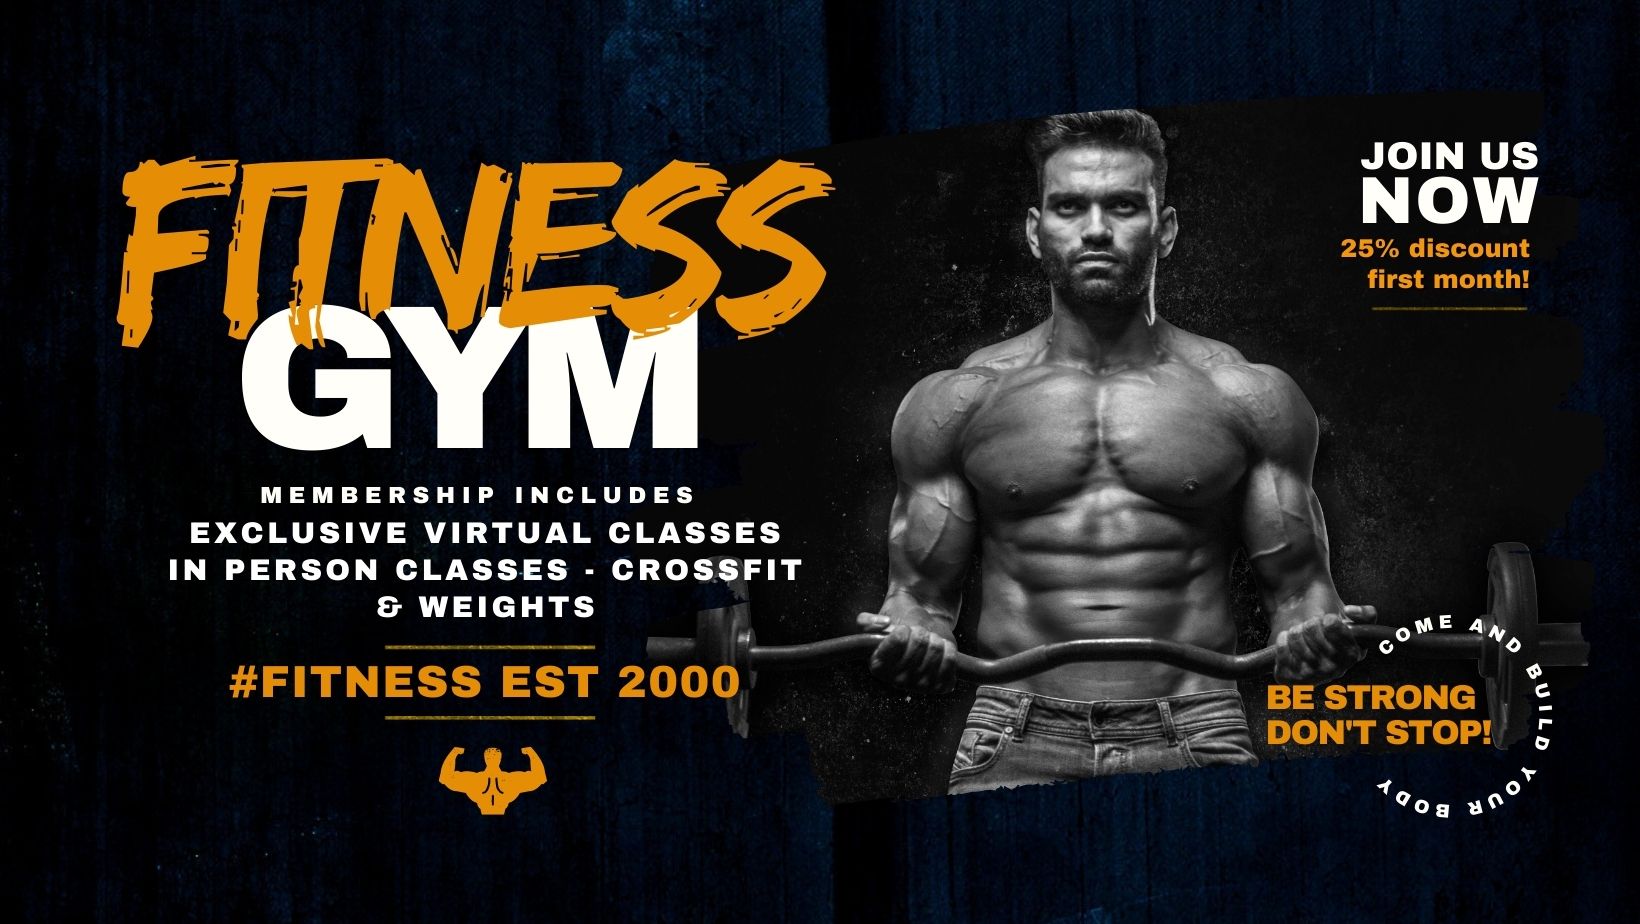 FITNESS
GYM
MEMBERSHIP INCLUDES
EXCLUSIVE VIRTUAL CLASSES
IN PERSON CLASSES - CROSSFIT
& WEIGHTS
#FITNESS EST 2000
JOIN US
NOW
25% discount
first month!
BE STRONG
DON'T STOP!
COME AND BUILD YOUR BODY